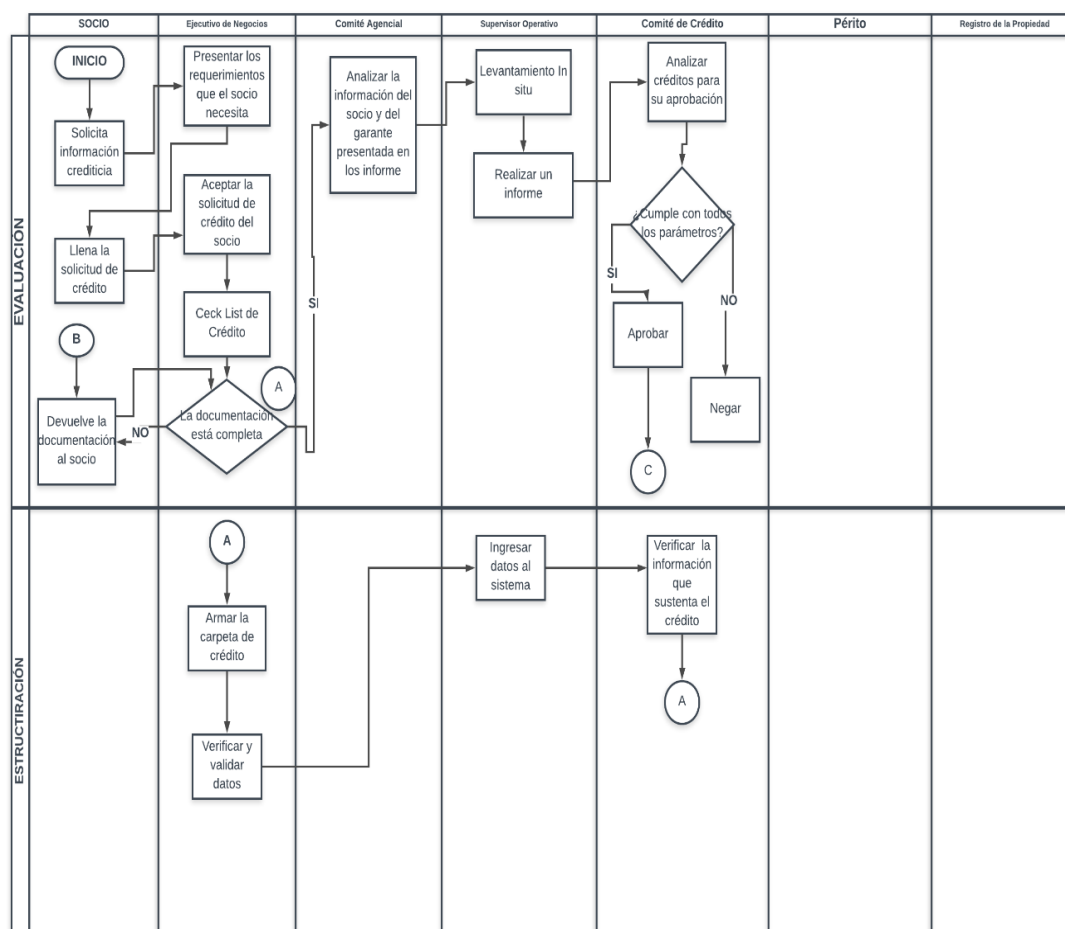 SOCIO
Ejecutivo de Negocios
Comité Agencial
Supervisor Operativo
Comité de Crédito
Périto
Registro de la Propiedad
EVALUACIÓN
INICIO
Solicita
información
crediticia
Presentar los
requerimientos
que el socio
necesita
Llena la
solicitud de
crédito
Aceptar la
solicitud de
crédito del
socio
Ceck List de
Crédito
B
Devuelve la
documentación
al socio
NO
La documentación
está completa
A
SI
Analizar la
información del
socio y del
garante
presentada en
los informe
Levantamiento In
situ
Realizar un
informe
Analizar
créditos para
su aprobación
¿Cumple con todos
los parámetros?
SI
NO
Aprobar
Negar
C
ESTRUCTIRACIÓN
A
Armar la
carpeta de
crédito
Verificar y
validar
datos
Ingresar
datos al
sistema
Verificar la
información
que
sustenta el
crédito
A